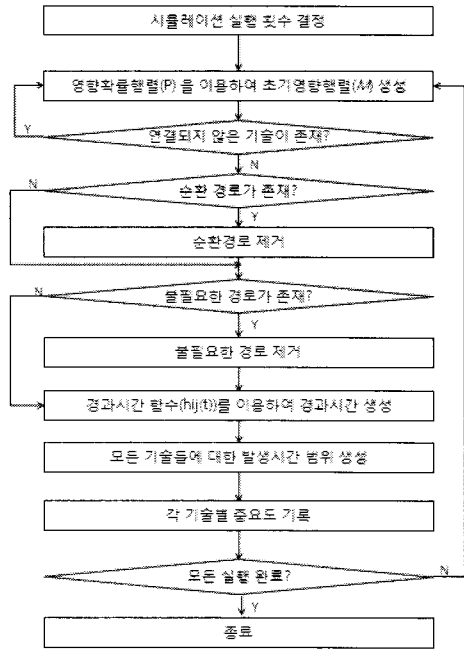 시뮬레이션 실행 횟수 결정
영향확률행렬(P) 을 이용하여 초기영향행렬(M) 생성
Y
연결되지 않은 기술이 존재?
N
N
순환 경로가 존재?
Y
순환경로 제거
N
불필요한 경로가 존재?
Y
불필요한 경로 제거
경과시간 함수(hij(t))를 이용하여 경과시간 생성
모든 기술들에 대한 발생시간 범위 생성
각 기술별 중요도 기록
모든 실행 완료?
N
Y
종료